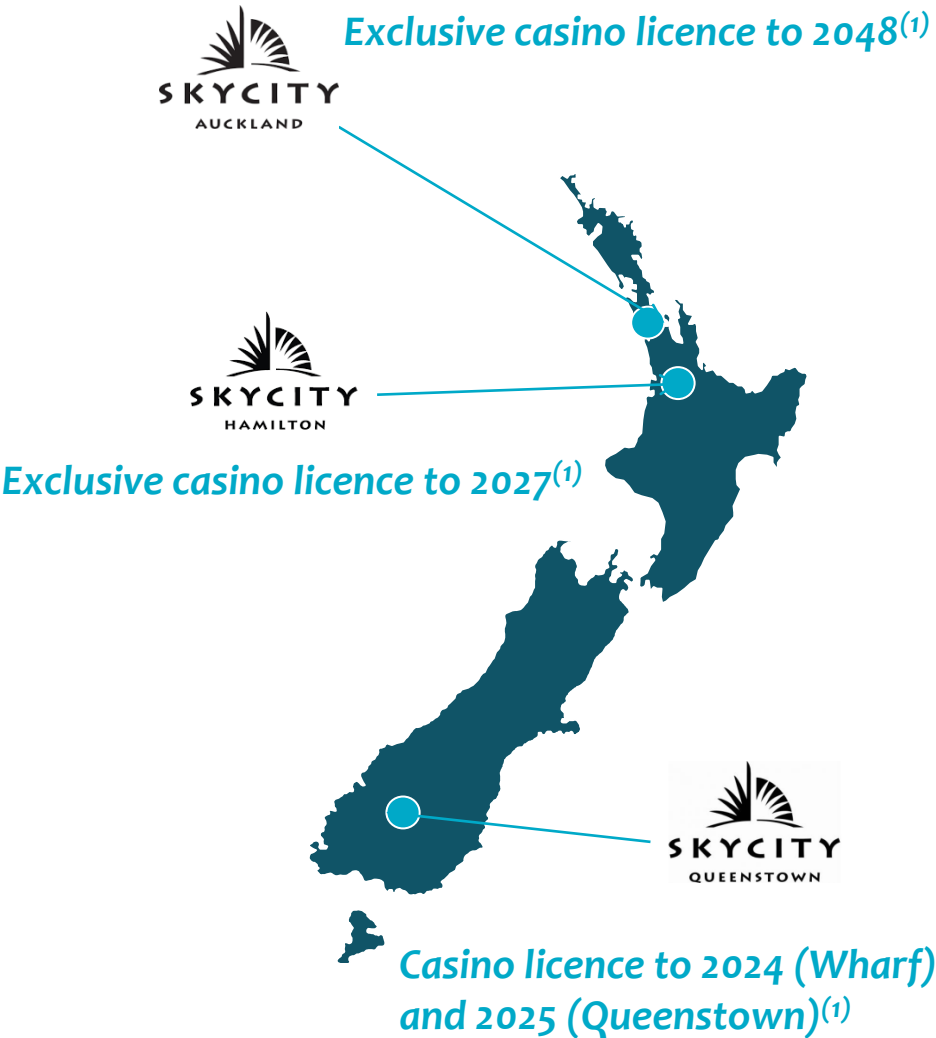 Exclusive casino licence to 2048(1)
SKYCITY
AUCKLAND
SKYCITY
HAMILTON
Exclusive casino licence to 2027(1)
SKYCITY
QUEENSTOWN
Casino licence to 2024 (Wharf)
and 2025 (Queenstown)(1)